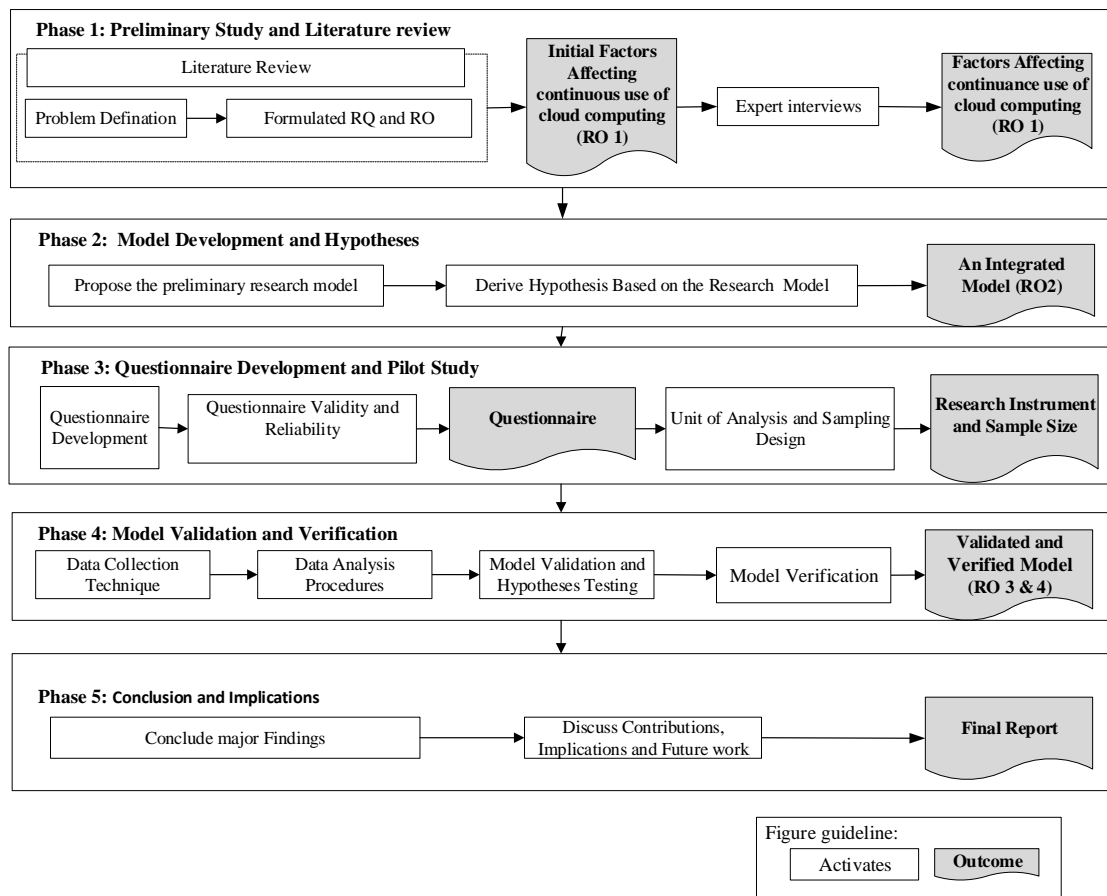 Phase 1: Preliminary Study and Literature review
Literature Review
Problem Defination
Formulated RQ and RO
Initial Factors
Affecting
continuous use of
cloud computing
(RO 1)
Expert interviews
Factors Affecting
continuance use of
cloud computing
(RO 1)
Phase 2: Model Development and Hypotheses
Propose the preliminary research model
Derive Hypothesis Based on the Research Model
An Integrated
Model (RO2)
Phase 3: Questionnaire Development and Pilot Study
Questionnaire
Development
Questionnaire Validity and
Reliability
Questionnaire
Unit of Analysis and Sampling
Design
Research Instrument
and Sample Size
Phase 4: Model Validation and Verification
Data Collection
Technique
Data Analysis
Procedures
Model Validation and
Hypotheses Testing
Model Verification
Validated and
Verified Model
(RO 3 & 4)
Phase 5: Conclusion and Implications
Conclude major Findings
Discuss Contributions,
Implications and Future work
Final Report
Figure guideline:
Activates
Outcome